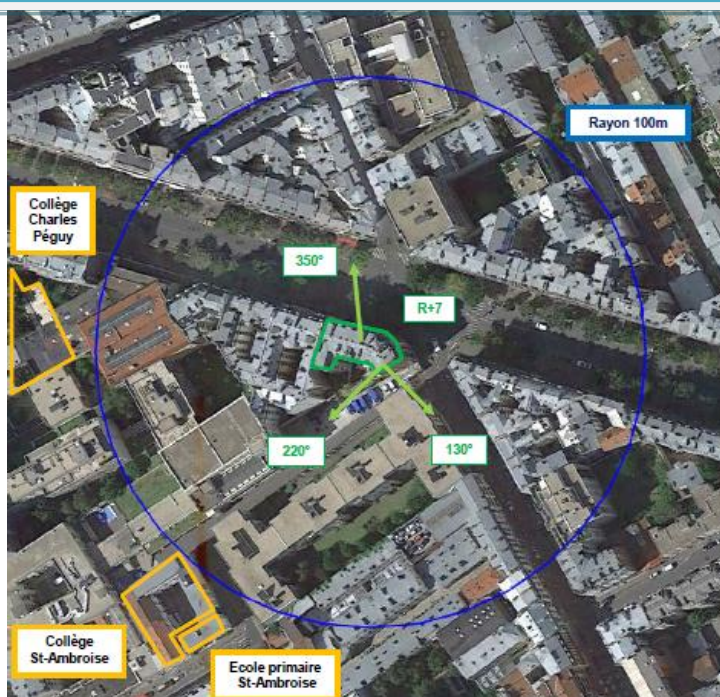 Rayon 100m
Collège
Charles
Péguy
350°
R+7
220°
130°
Collège
St-Ambroise
Ecole primaire
St-Ambroise